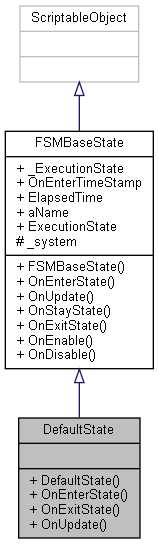 ScriptableObject
FSMBaseState
+ _ExecutionState
+ OnEnterTimeStamp
+ ElapsedTime
+ aName
+ ExecutionState
# _system
+ FSMBaseState()
+ OnEnterState()
+ OnUpdate()
+ OnStayState()
+ OnExitState()
+ OnEnable()
+ OnDisable()
DefaultState
+ DefaultState()
+ OnEnterState()
+ OnExitState()
+ OnUpdate()